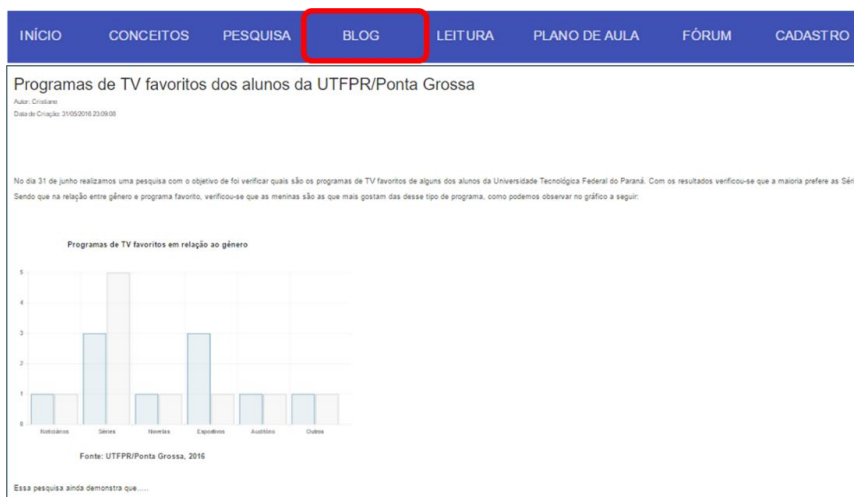 INÍCIO CONCEITOS PESQUISA BLOG LEITURA PLANO DE AULA FÓRUM CADASTRO
Programas de TV favoritos dos alunos da UTFPR/Ponta Grossa
Autor: Cristiane
Data de Criação: 31/05/2016 23:09:08
No dia 31 de junho realizamos uma pesquisa com o objetivo de foi verificar quais são os programas de TV favoritos de alguns dos alunos da Universidade Tecnológica Federal do Paraná. Com os resultados verificou-se que a maioria prefere as Séri
Sendo que na relação entre gênero e programa favorito, verificou-se que as meninas são as que mais gostam das desse tipo de programa, como podemos observar no gráfico a seguir:
Programas de TV favoritos em relação ao gênero
5
4
3
2
1
0
Noticiários Séries Novelas Esportivos Auditório Outros
Fonte: UTFPR/Ponta Grossa, 2016
Essa pesquisa ainda demonstra que.....